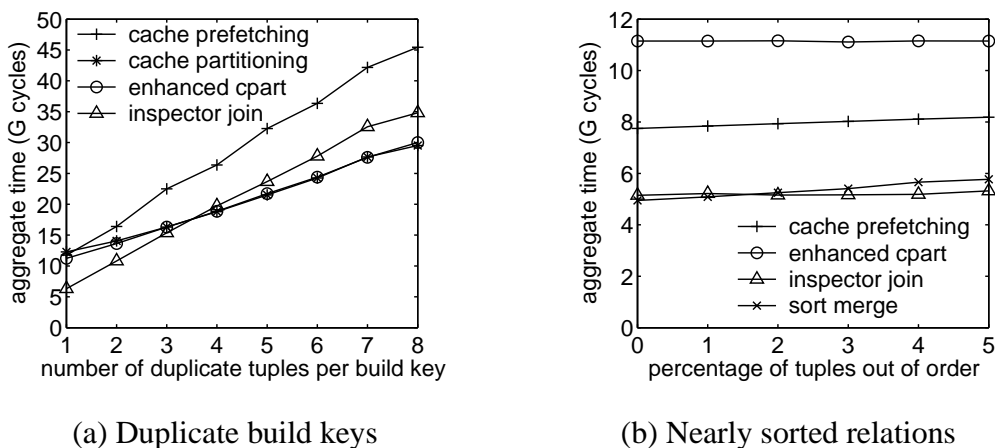 50
45
40
35
30
25
20
15
10
5
0
aggregate time (G cycles)
cache prefetching
cache partitioning
enhanced cpart
inspector join
1 2 3 4 5 6 7 8
number of duplicate tuples per build key
(a) Duplicate build keys
12
10
8
6
4
2
0
aggregate time (G cycles)
cache prefetching
enhanced cpart
inspector join
sort merge
0 1 2 3 4 5
percentage of tuples out of order
(b) Nearly sorted relations